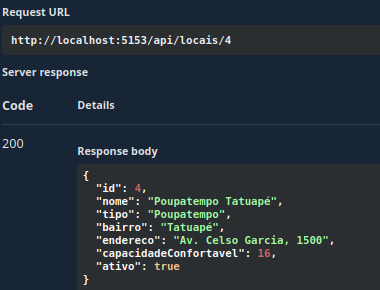 Request URL
http://localhost:5153/api/locais/4
Server response
Code Details
200
Response body
{
"id": 4,
"nome": "Poupatempo Tatuapé",
"tipo": "Poupatempo",
"bairro": "Tatuapé",
"endereco": "Av. Celso Garcia, 1500",
"capacidadeConfortavel": 16,
"ativo": true
}